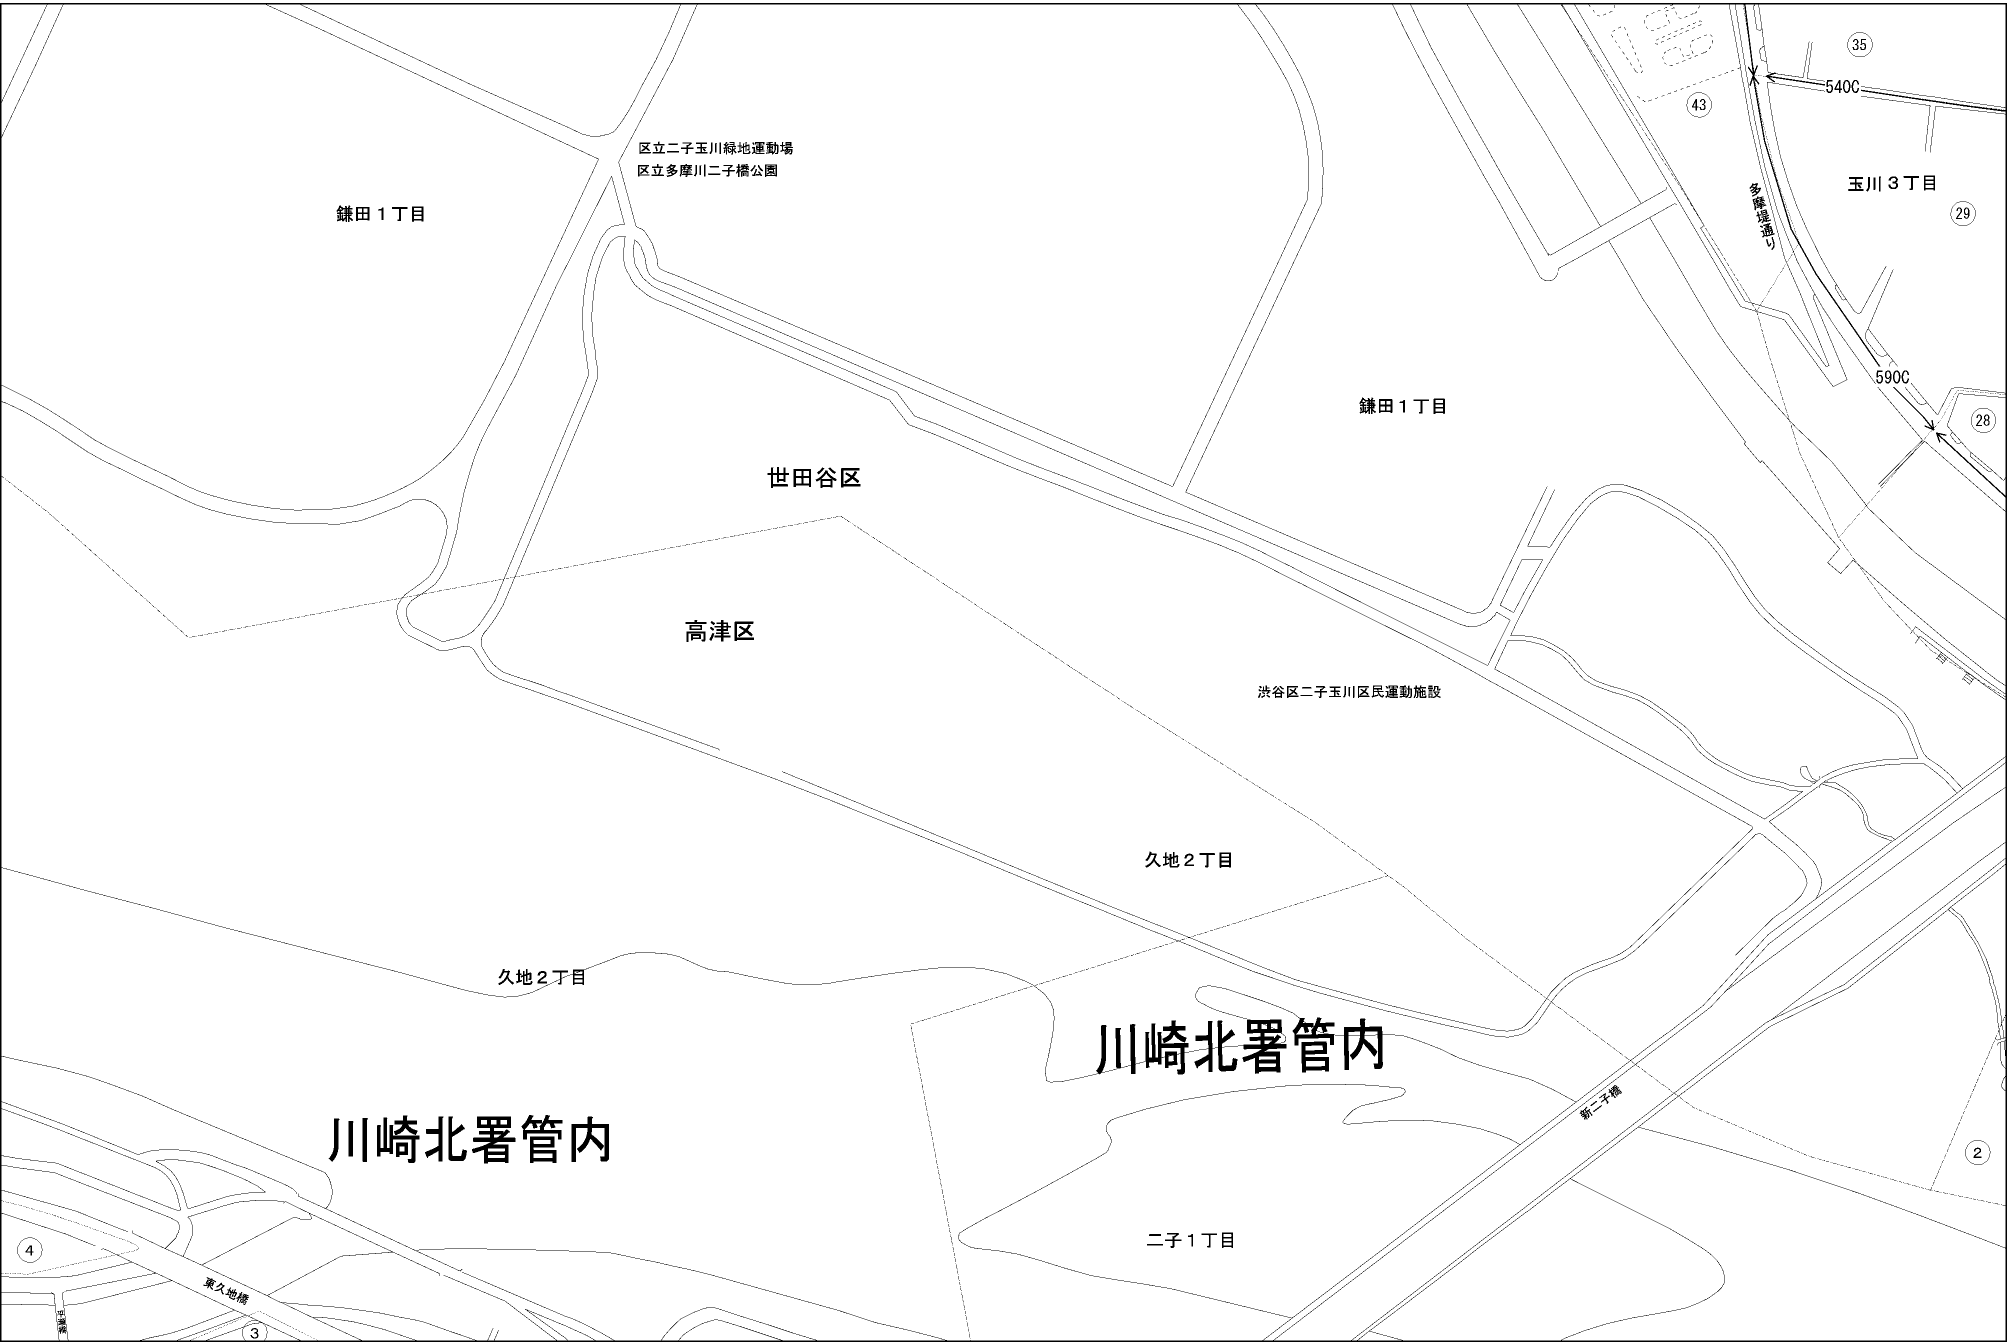 35
540C
43
区立二子玉川緑地運動場
区立多摩川二子橋公園
玉川３丁目
鎌田１丁目
29
多摩堤通り
590C
鎌田１丁目
28
世田谷区
高津区
渋谷区二子玉川区民運動施設
久地２丁目
久地２丁目
川崎北署管内
新二子橋
川崎北署管内
2
二子１丁目
4
東久地橋
3